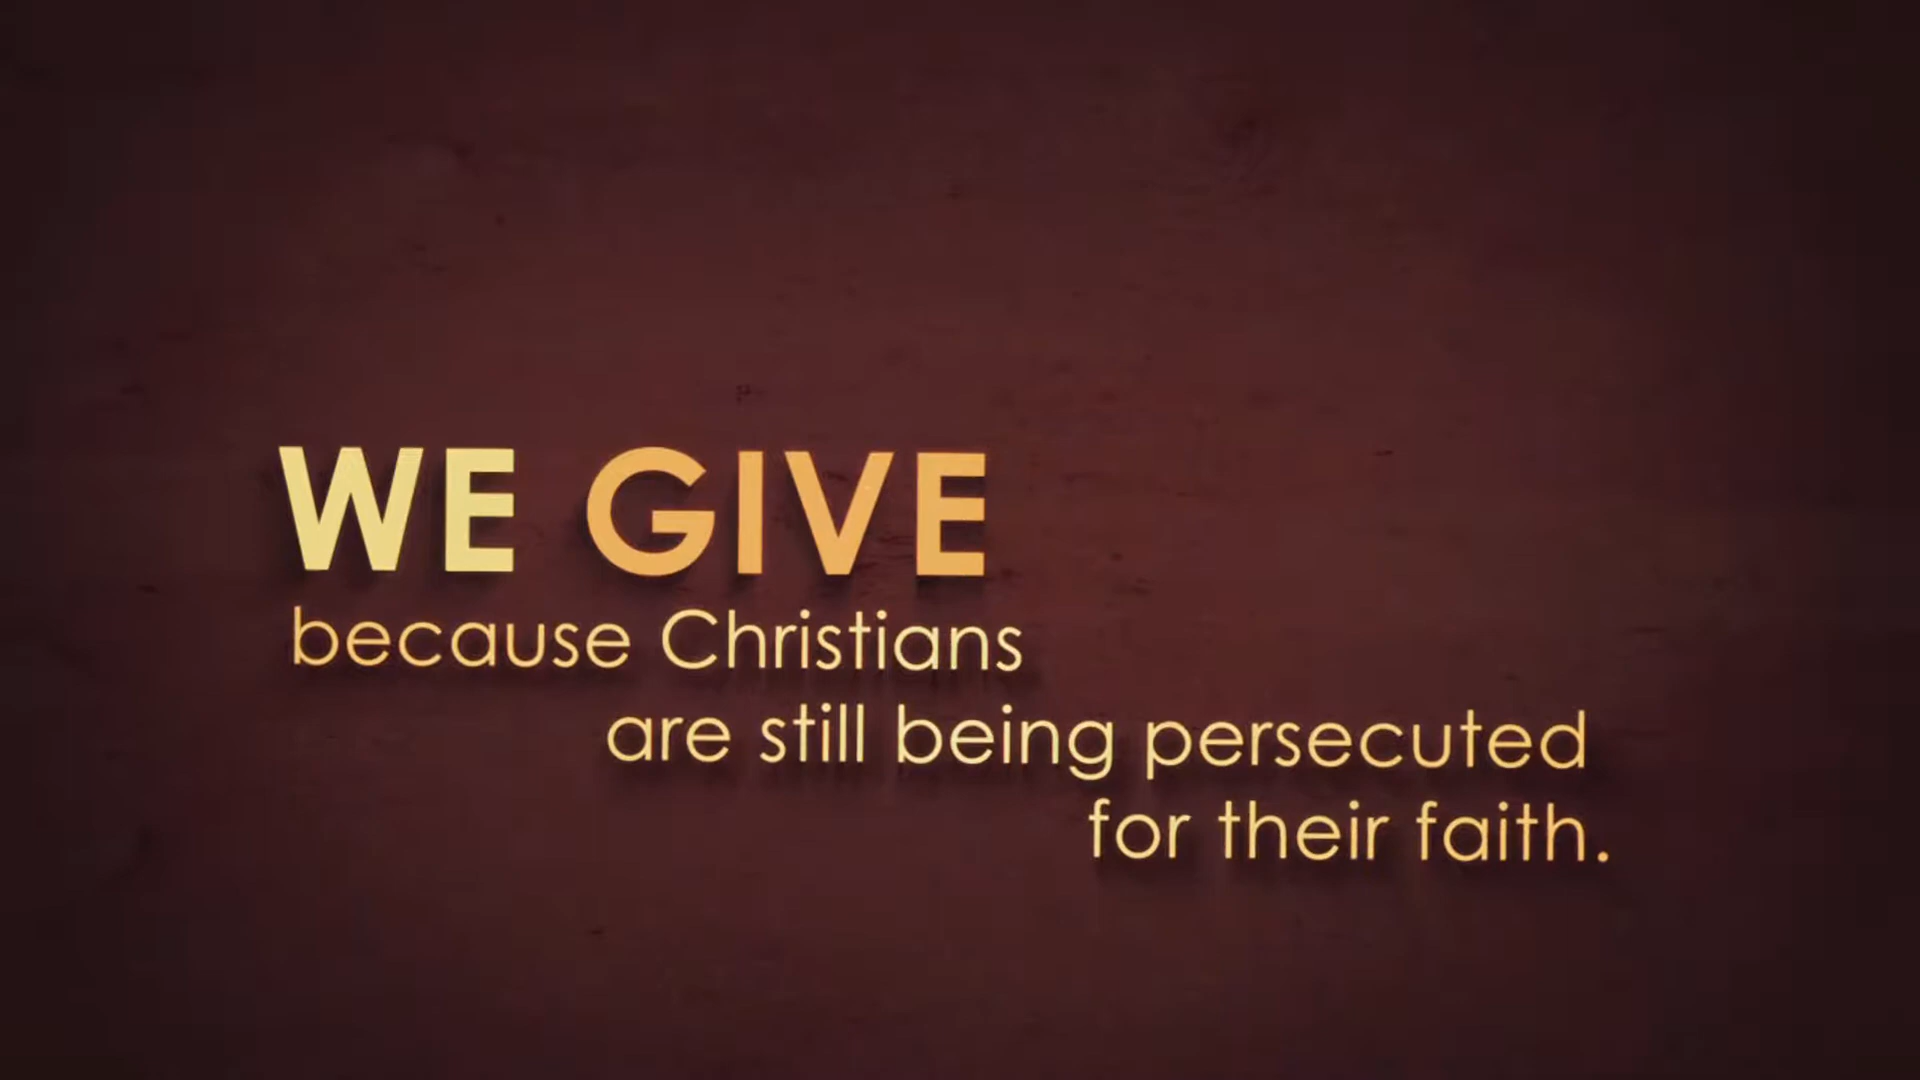 WE GIVE
because Christians
are still being persecuted
for their faith.